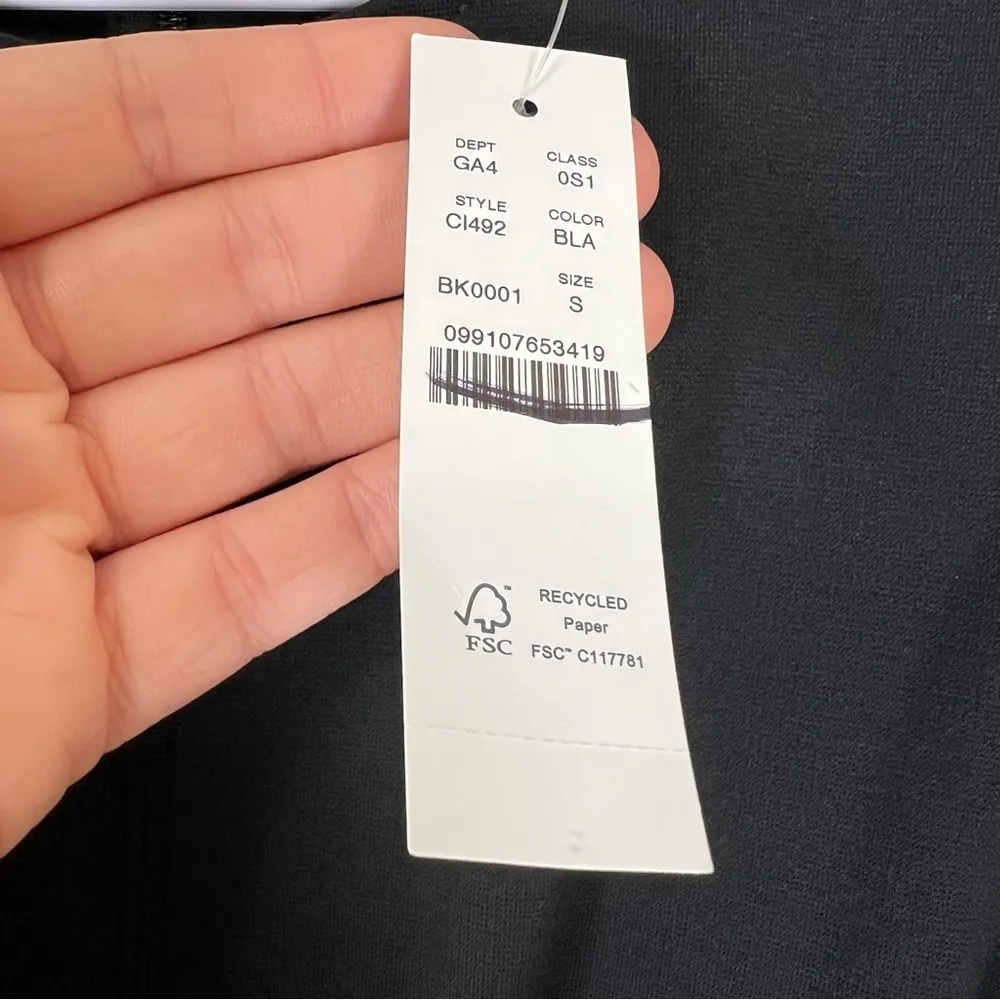 DEPT CLASS
GA4 0S1
STYLE COLOR
CI492 BLA
SIZE
BK0001 S
099107653419
RECYCLED
Paper
FSC FSC™ C117781